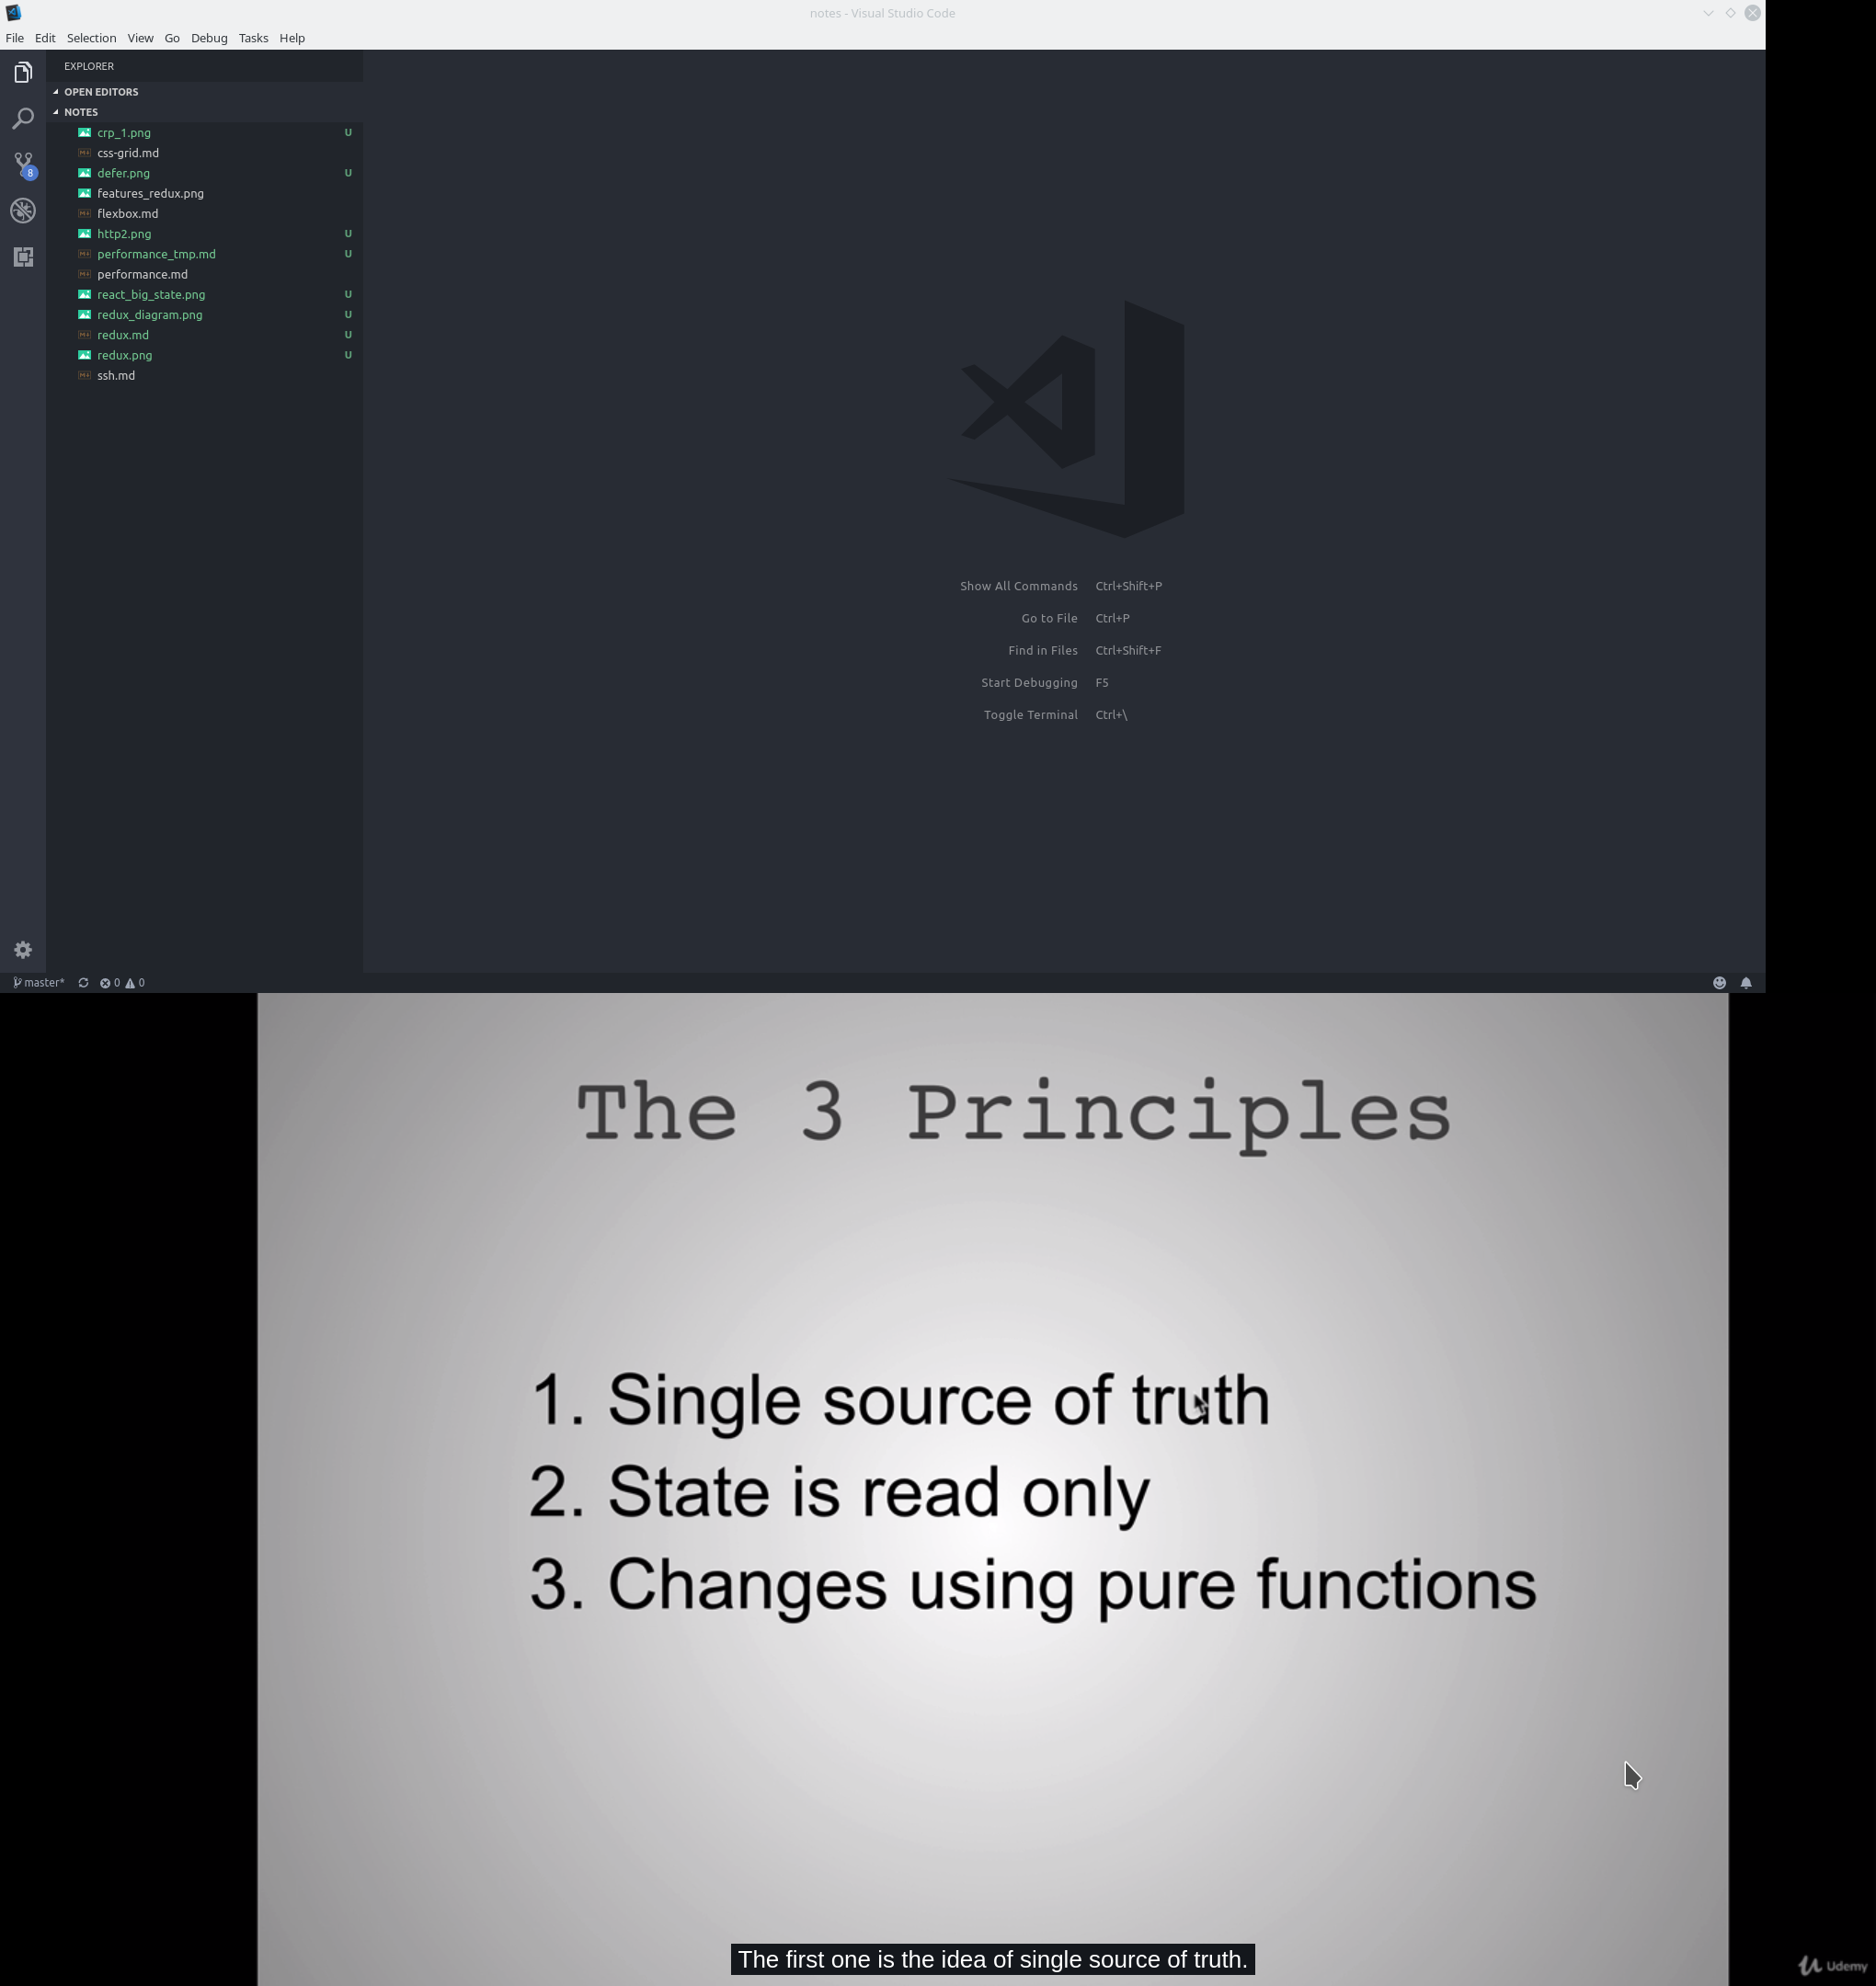 notes - Visual Studio Code
File Edit Selection View Go Debug Tasks Help
EXPLORER
OPEN EDITORS
NOTES
crp_1.png U
css-grid.md
defer.png U
8
features_redux.png
flexbox.md
http2.png U
performance_tmp.md U
performance.md
react_big_state.png U
redux_diagram.png U
redux.md U
redux.png U
ssh.md
Show All Commands Ctrl+Shift+P
Go to File Ctrl+P
Find in Files Ctrl+Shift+F
Start Debugging F5
Toggle Terminal Ctrl+\
master* 0 0
The 3 Principles
1. Single source of truth
2. State is read only
3. Changes using pure functions
The first one is the idea of single source of truth.
Udemy